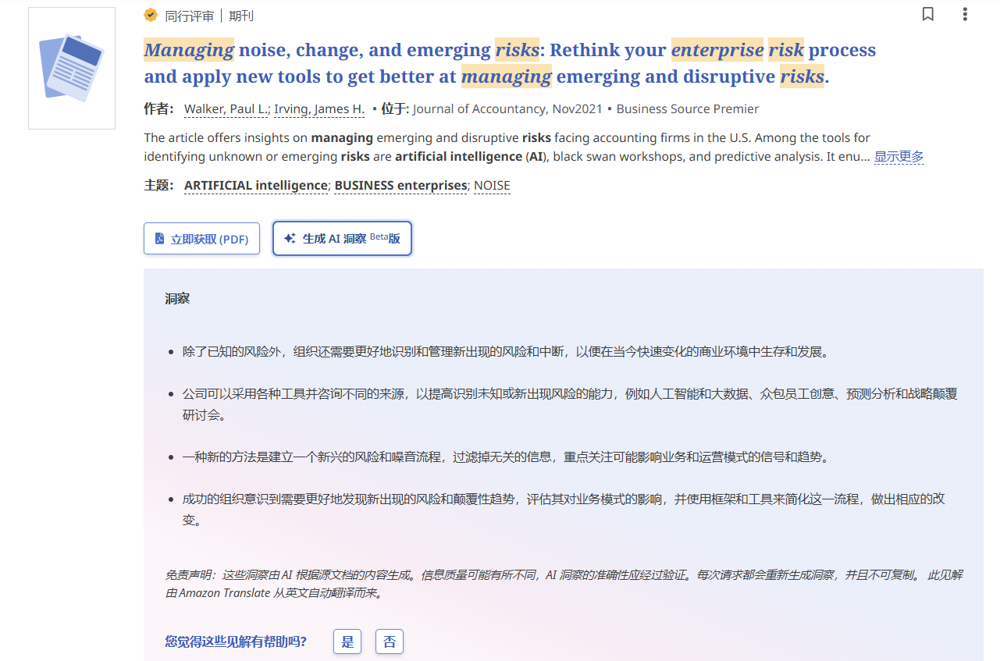 同行评审 | 期刊
Managing noise, change, and emerging risks: Rethink your enterprise risk process
and apply new tools to get better at managing emerging and disruptive risks.
作者: Walker, Paul L.; Irving, James H. • 位于: Journal of Accountancy, Nov2021 • Business Source Premier
The article offers insights on managing emerging and disruptive risks facing accounting firms in the U.S. Among the tools for
identifying unknown or emerging risks are artificial intelligence (AI), black swan workshops, and predictive analysis. It enu... 显示更多
主题: ARTIFICIAL intelligence; BUSINESS enterprises; NOISE
立即获取 (PDF) 生成 AI 洞察 Beta版
洞察
• 除了已知的风险外，组织还需要更好地识别和管理新出现的风险和中断，以便在当今快速变化的商业环境中生存和发展。
• 公司可以采用各种工具并咨询不同的来源，以提高识别未知或新出现风险的能力，例如人工智能和大数据、众包员工创意、预测分析和战略颠覆
研讨会。
• 一种新的方法是建立一个新兴的风险和噪音流程，过滤掉无关的信息，重点关注可能影响业务和运营模式的信号和趋势。
• 成功的组织意识到需要更好地发现新出现的风险和颠覆性趋势，评估其对业务模式的影响，并使用框架和工具来简化这一流程，做出相应的改
变。
免责声明：这些洞察由 AI 根据源文档的内容生成。信息质量可能有所不同，AI 洞察的准确性应经过验证。每次请求都会重新生成洞察，并且不可复制。 此见解
由 Amazon Translate 从英文自动翻译而来。
您觉得这些见解有帮助吗? 是 否